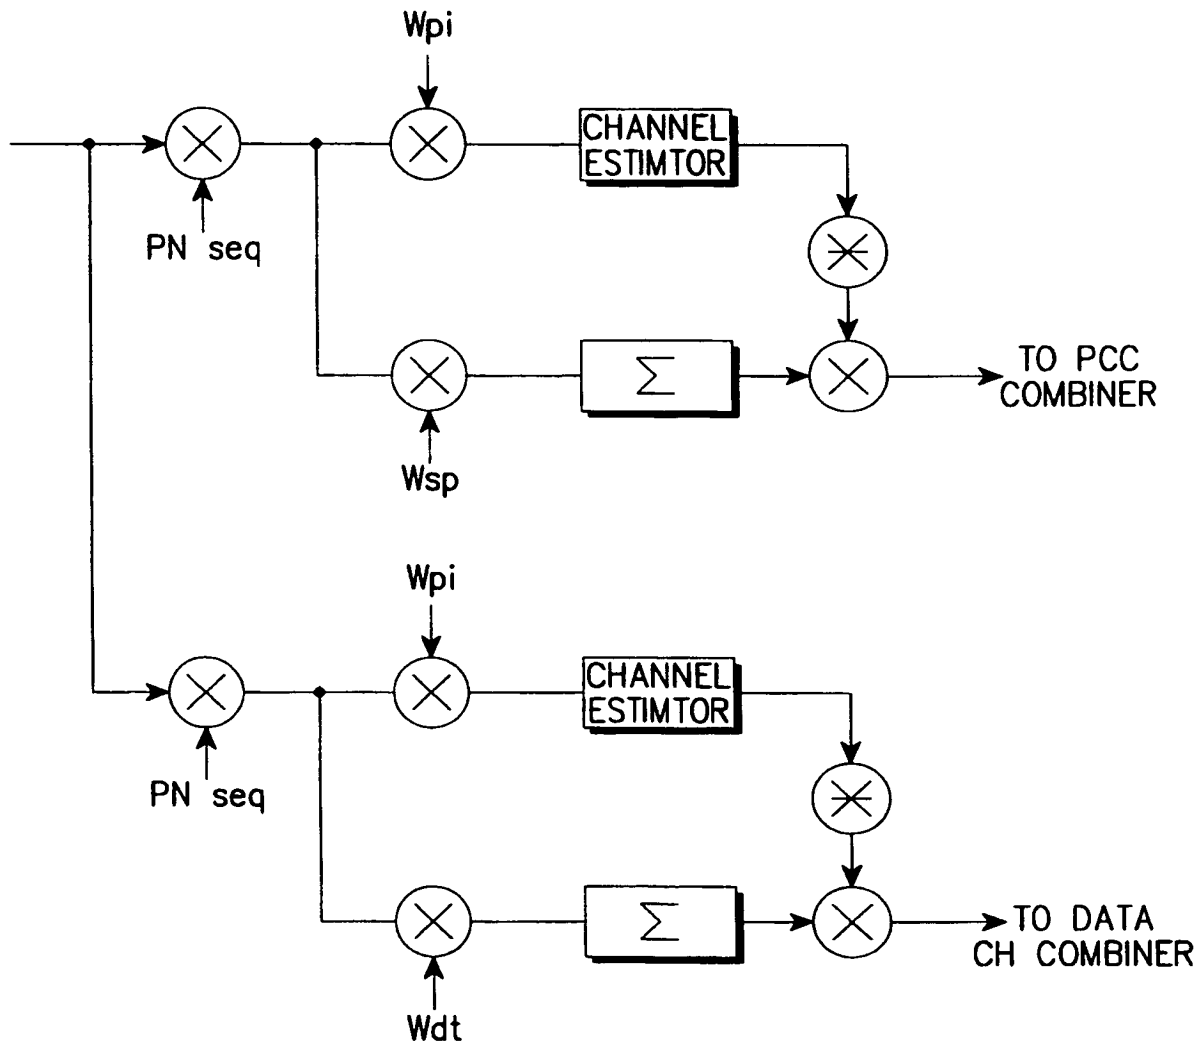 Wpi
CHANNEL
ESTIMTOR
PN seq
Σ
TO PCC
COMBINER
Wsp
Wpi
CHANNEL
ESTIMTOR
PN seq
Σ
TO DATA
CH COMBINER
Wdt